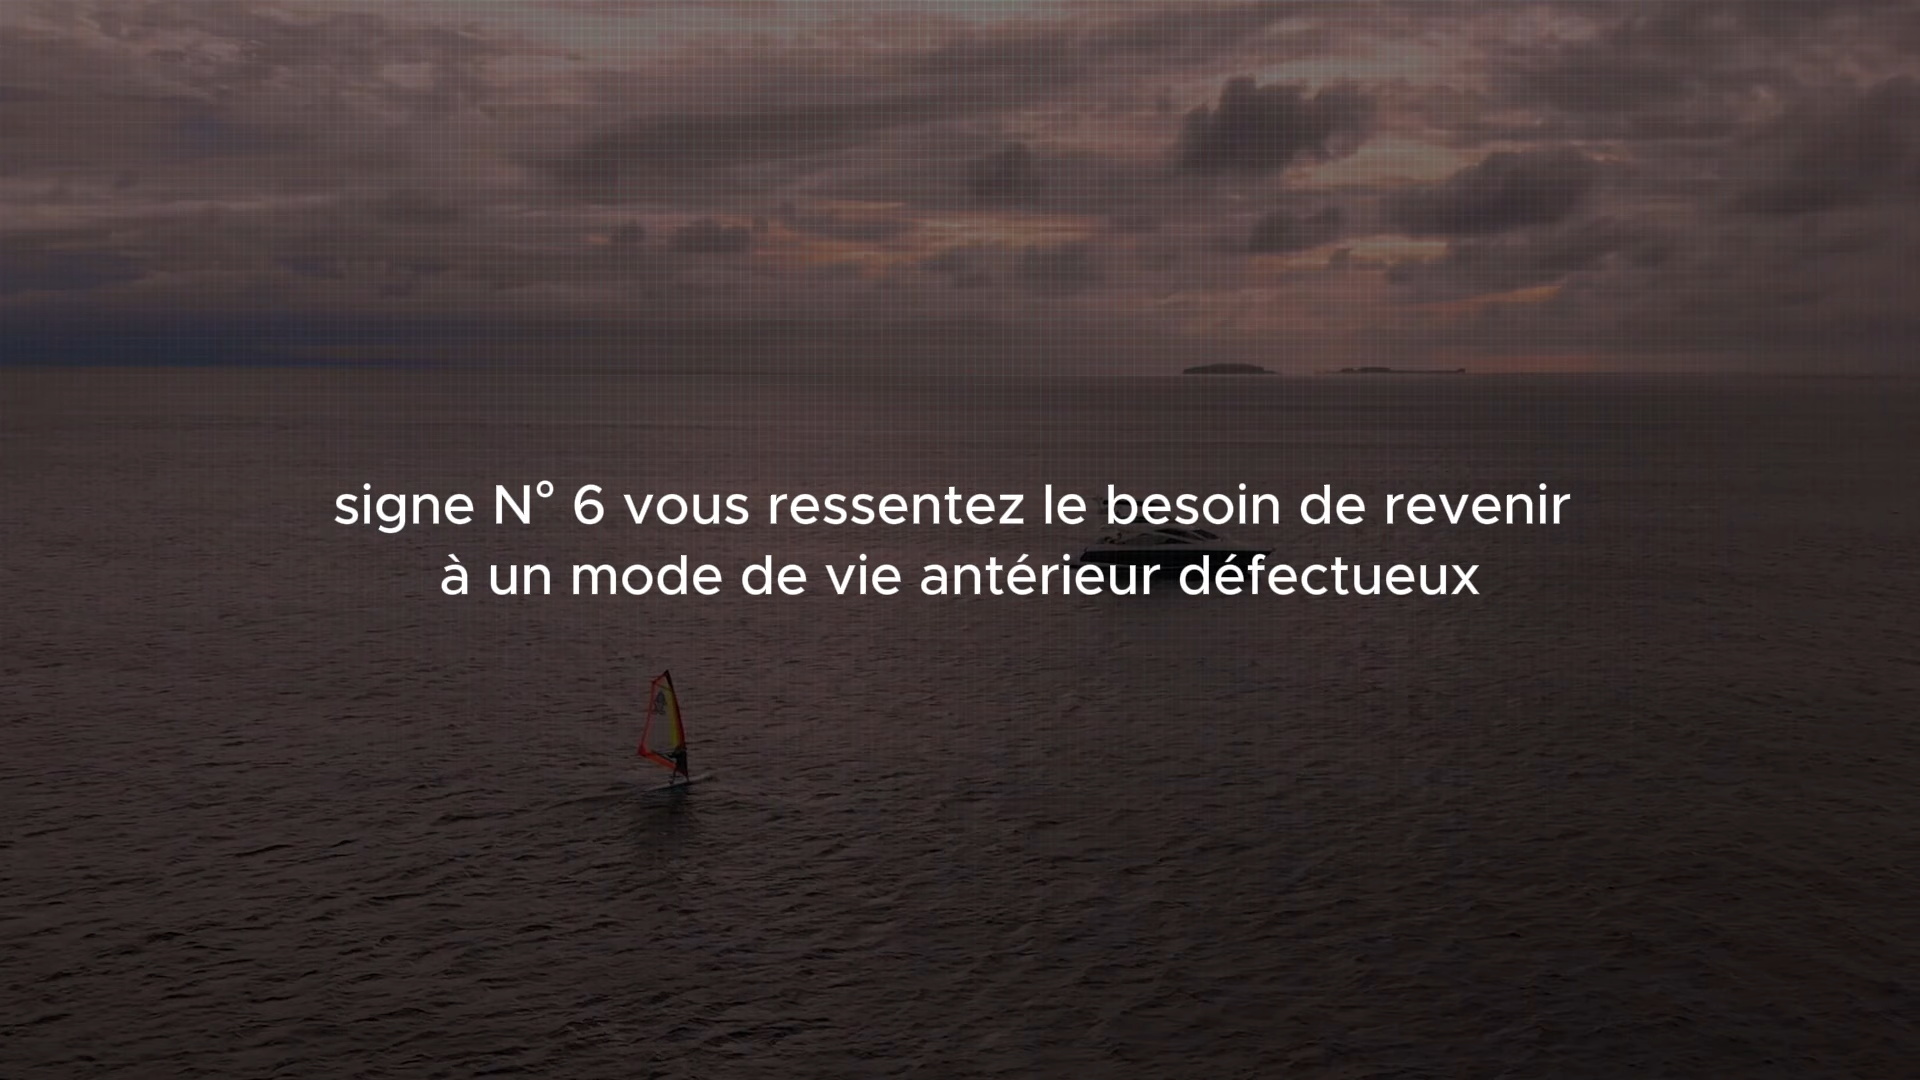 signe N° 6 vous ressentez le besoin de revenir
à un mode de vie antérieur défectueux